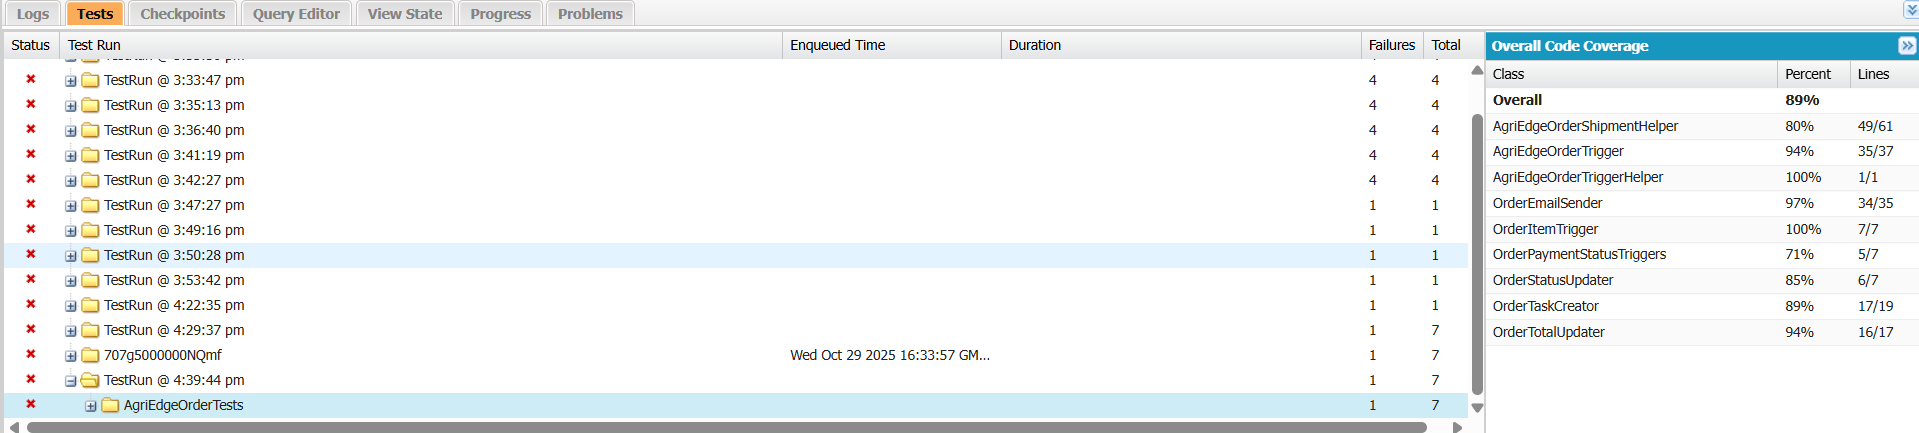 Logs Tests Checkpoints Query Editor View State Progress Problems
Status Test Run Enqueued Time Duration Failures Total
TestRun @ 3:33:47 pm 4 4
TestRun @ 3:35:13 pm 4 4
TestRun @ 3:36:40 pm 4 4
TestRun @ 3:41:19 pm 4 4
TestRun @ 3:42:27 pm 4 4
TestRun @ 3:47:27 pm 1 1
TestRun @ 3:49:16 pm 1 1
TestRun @ 3:50:28 pm 1 1
TestRun @ 3:53:42 pm 1 1
TestRun @ 4:22:35 pm 1 1
TestRun @ 4:29:37 pm 1 7
707g5000000NQmf Wed Oct 29 2025 16:33:57 GM... 1 7
TestRun @ 4:39:44 pm 1 7
AgriEdgeOrderTests 1 7
Overall Code Coverage
Class Percent Lines
Overall 89%
AgriEdgeOrderShipmentHelper 80% 49/61
AgriEdgeOrderTrigger 94% 35/37
AgriEdgeOrderTriggerHelper 100% 1/1
OrderEmailSender 97% 34/35
OrderItemTrigger 100% 7/7
OrderPaymentStatusTriggers 71% 5/7
OrderStatusUpdater 85% 6/7
OrderTaskCreator 89% 17/19
OrderTotalUpdater 94% 16/17